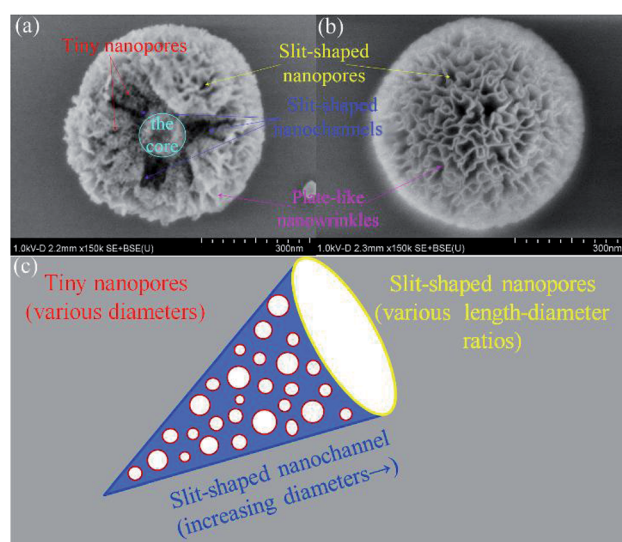 (a)
Tiny nanopores
Slit-shaped
nanopores
(b)
the
core
Slit-shaped
nanochannels
Plate-like
nanowrinkles
1.0kV-D 2.2mm x150k SE+BSE(U)
300nm
1.0kV-D 2.3mm x150k SE+BSE(U)
300nm
(c)
Tiny nanopores
(various diameters)
Slit-shaped nanopores
(various length-diameter
ratios)
Slit-shaped nanochannel
(increasing diameters→)